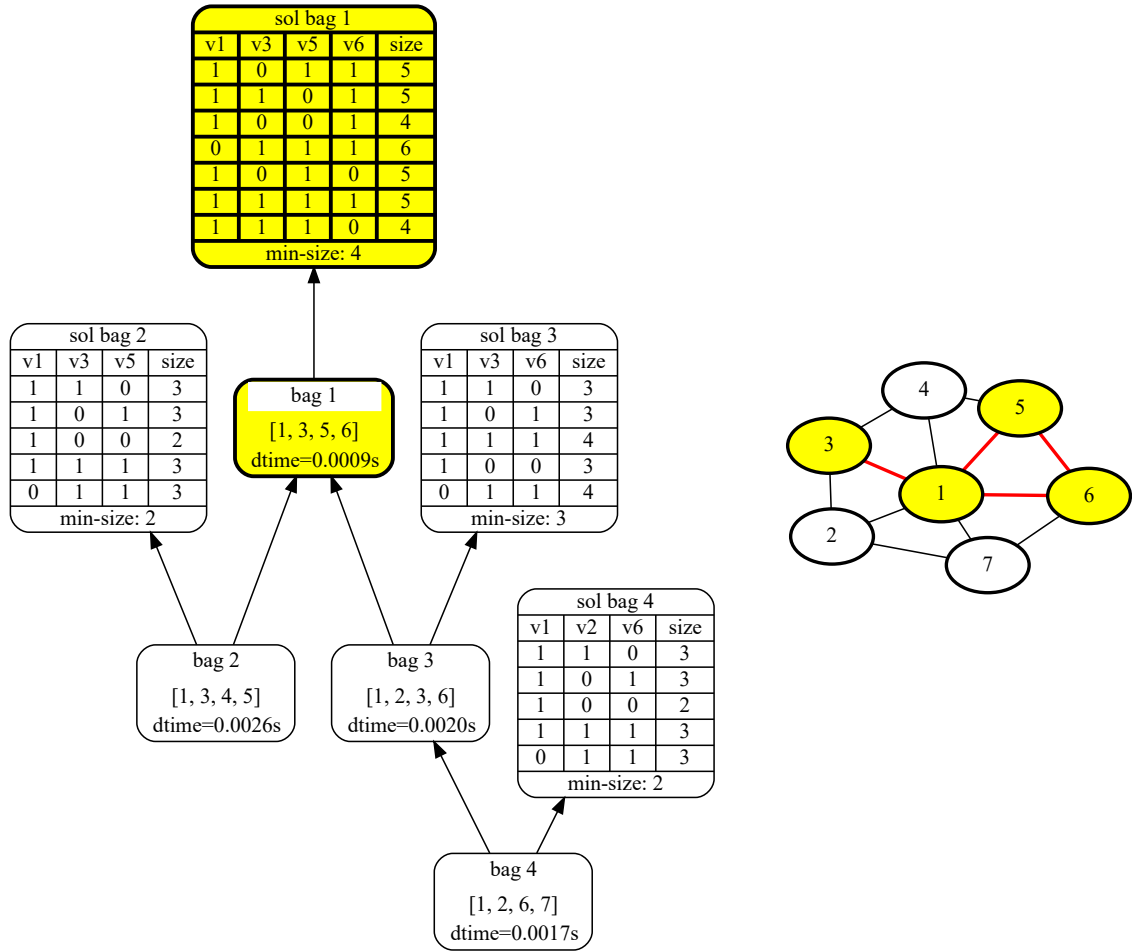 sol bag 1
v1 v3 v5 v6 size
1 0 1 1 5
1 1 0 1 5
1 0 0 1 4
0 1 1 1 6
1 0 1 0 5
1 1 1 1 5
1 1 1 0 4
min-size: 4
sol bag 2
v1 v3 v5 size
1 1 0 3
1 0 1 3
1 0 0 2
1 1 1 3
0 1 1 3
min-size: 2
bag 1
[1, 3, 5, 6]
dtime=0.0009s
sol bag 3
v1 v3 v6 size
1 1 0 3
1 0 1 3
1 1 1 4
1 0 0 3
0 1 1 4
min-size: 3
bag 2
[1, 3, 4, 5]
dtime=0.0026s
bag 3
[1, 2, 3, 6]
dtime=0.0020s
sol bag 4
v1 v2 v6 size
1 1 0 3
1 0 1 3
1 0 0 2
1 1 1 3
0 1 1 3
min-size: 2
bag 4
[1, 2, 6, 7]
dtime=0.0017s
4
5
3
1
6
2
7